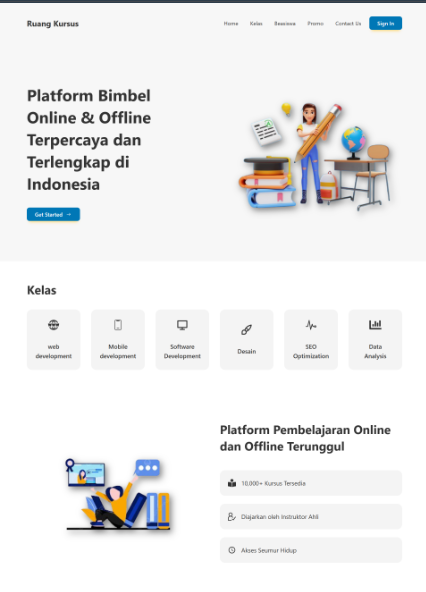 Ruang Kursus
Home Kelas Beasiswa Promo Contact Us Sign In
Platform Bimbel
Online & Offline
Terpercaya dan
Terlengkap di
Indonesia
Get Started →
Kelas
web
development
Mobile
development
Software
Development
Desain
SEO
Optimization
Data
Analysis
Platform Pembelajaran Online
dan Offline Terunggul
10,000+ Kursus Tersedia
Diajarkan oleh Instruktor Ahli
Akses Seumur Hidup